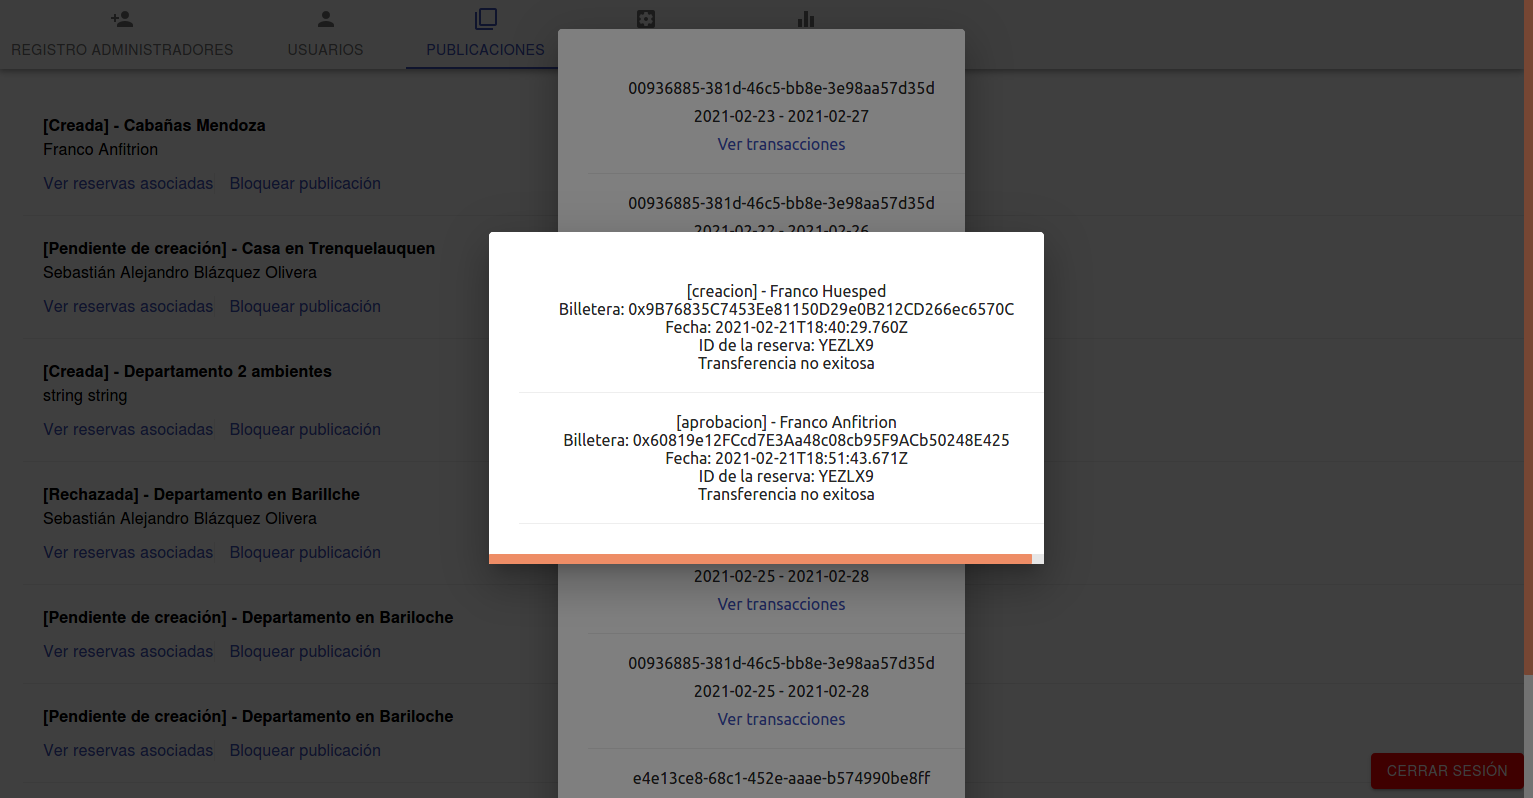 REGISTRO ADMINISTRADORES
USUARIOS
PUBLICACIONES
[Creada] - Cabañas Mendoza
Franco Anfitrion
Ver reservas asociadas Bloquear publicación
[Pendiente de creación] - Casa en Trenquelauquen
Sebastián Alejandro Blázquez Olivera
Ver reservas asociadas Bloquear publicación
[Creada] - Departamento 2 ambientes
string string
Ver reservas asociadas Bloquear publicación
[Rechazada] - Departamento en Barillche
Sebastián Alejandro Blázquez Olivera
Ver reservas asociadas Bloquear publicación
[Pendiente de creación] - Departamento en Bariloche
Ver reservas asociadas Bloquear publicación
[Pendiente de creación] - Departamento en Bariloche
Ver reservas asociadas Bloquear publicación
00936885-381d-46c5-bb8e-3e98aa57d35d
2021-02-23 - 2021-02-27
Ver transacciones
00936885-381d-46c5-bb8e-3e98aa57d35d
2021-02-22 - 2021-02-26
[creacion] - Franco Huesped
Billetera: 0x9B76835C7453Ee81150D29e0B212CD266ec6570C
Fecha: 2021-02-21T18:40:29.760Z
ID de la reserva: YEZLX9
Transferencia no exitosa
[aprobacion] - Franco Anfitrion
Billetera: 0x60819e12FCcd7E3Aa48c08cb95F9ACb50248E425
Fecha: 2021-02-21T18:51:43.671Z
ID de la reserva: YEZLX9
Transferencia no exitosa
2021-02-25 - 2021-02-28
Ver transacciones
00936885-381d-46c5-bb8e-3e98aa57d35d
2021-02-25 - 2021-02-28
Ver transacciones
e4e13ce8-68c1-452e-aaae-b574990be8ff
CERRAR SESIÓN